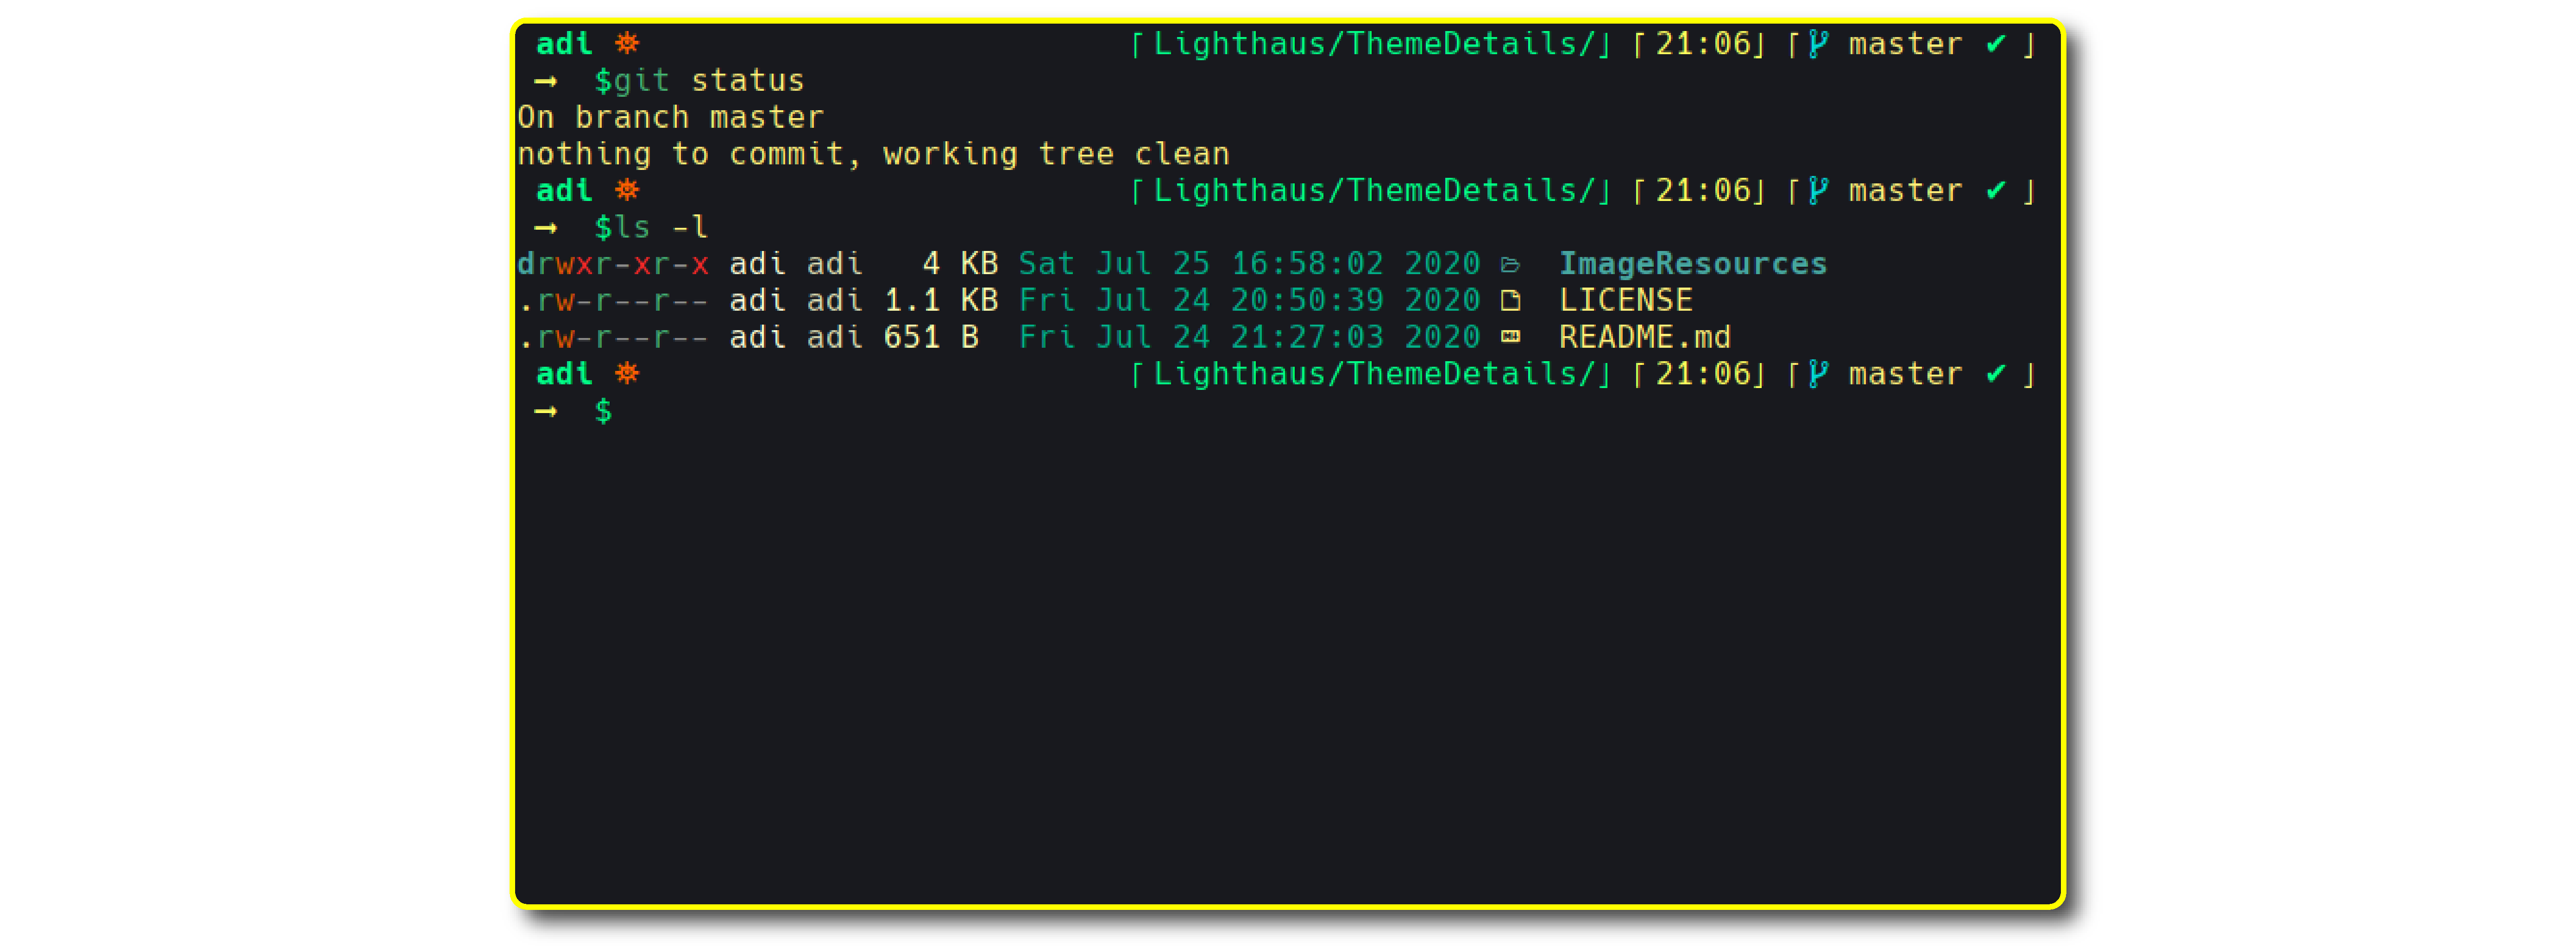 adi ⎡Lighthaus/ThemeDetails/⎦ ⎡21:06⎦ ⎡ master ✔ ⎦
→ $git status
On branch master
nothing to commit, working tree clean
adi ⎡Lighthaus/ThemeDetails/⎦ ⎡21:06⎦ ⎡ master ✔ ⎦
→ $ls -l
drwxr-xr-x adi adi 4 KB Sat Jul 25 16:58:02 2020 ImageResources
.rw-r--r-- adi adi 1.1 KB Fri Jul 24 20:50:39 2020 LICENSE
.rw-r--r-- adi adi 651 B Fri Jul 24 21:27:03 2020 README.md
adi ⎡Lighthaus/ThemeDetails/⎦ ⎡21:06⎦ ⎡ master ✔ ⎦
→ $